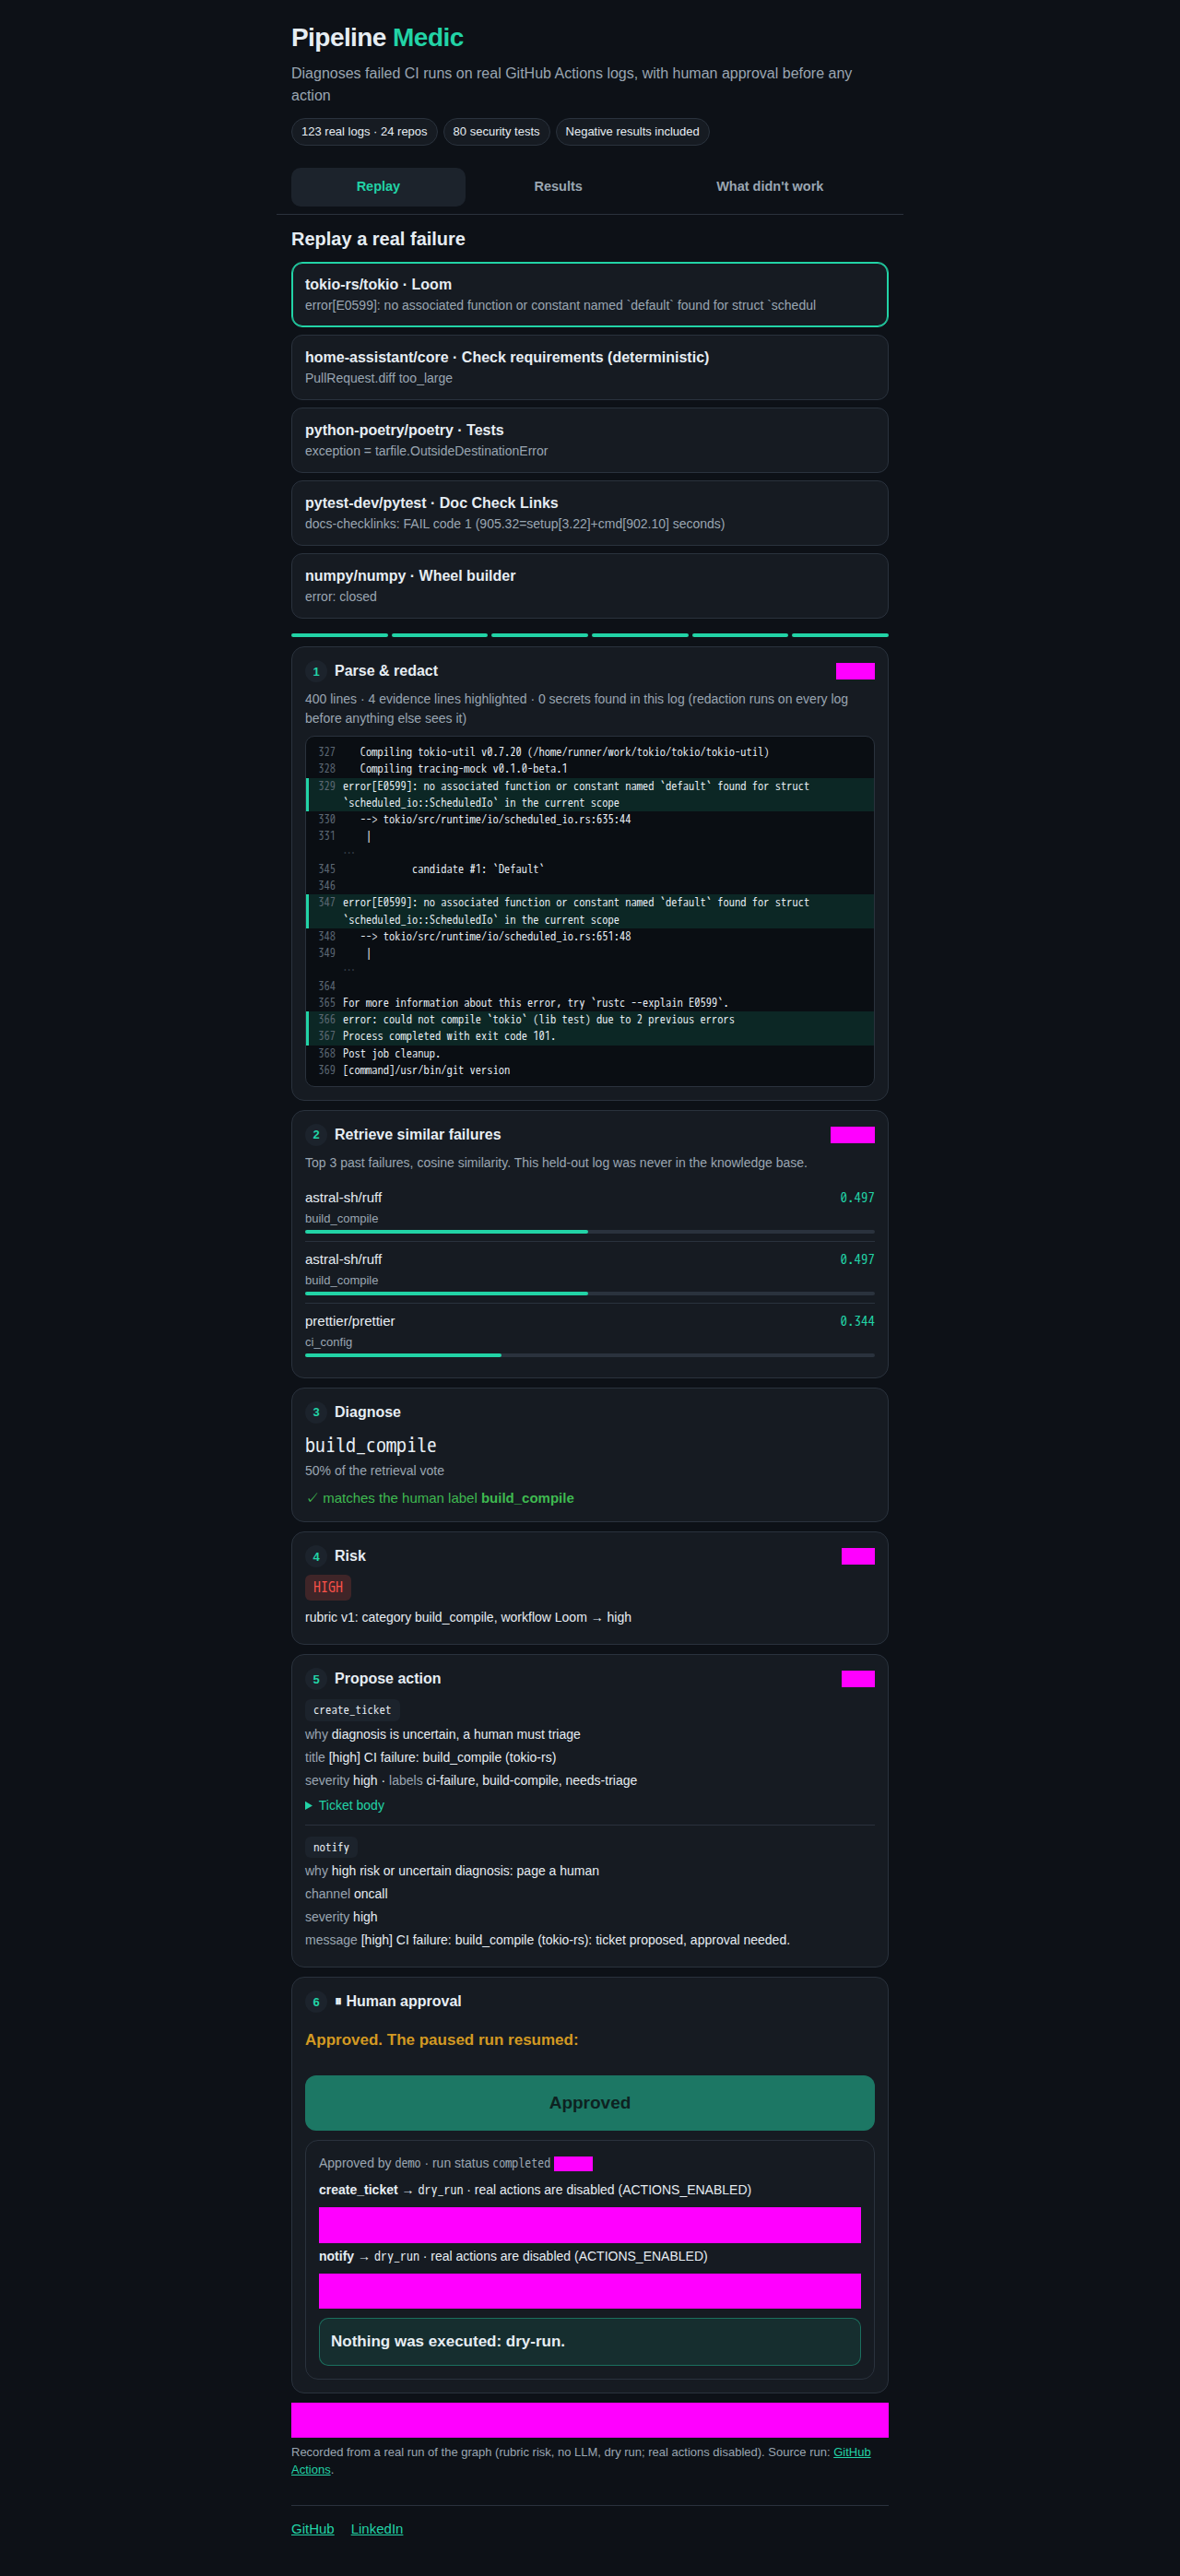 Pipeline Medic
Diagnoses failed CI runs on real GitHub Actions logs, with human approval before any
action
123 real logs · 24 repos
80 security tests
Negative results included
Replay
Results
What didn't work
Replay a real failure
tokio-rs/tokio · Loom
error[E0599]: no associated function or constant named `default` found for struct `schedul
home-assistant/core · Check requirements (deterministic)
PullRequest.diff too_large
python-poetry/poetry · Tests
exception = tarfile.OutsideDestinationError
pytest-dev/pytest · Doc Check Links
docs-checklinks: FAIL code 1 (905.32=setup[3.22]+cmd[902.10] seconds)
numpy/numpy · Wheel builder
error: closed
1 Parse & redact
400 lines · 4 evidence lines highlighted · 0 secrets found in this log (redaction runs on every log
before anything else sees it)
327 Compiling tokio-util v0.7.20 (/home/runner/work/tokio/tokio/tokio-util)
328 Compiling tracing-mock v0.1.0-beta.1
329 error[E0599]: no associated function or constant named `default` found for struct
`scheduled_io::ScheduledIo` in the current scope
330 --> tokio/src/runtime/io/scheduled_io.rs:635:44
331 |
...
345 candidate #1: `Default`
346
347 error[E0599]: no associated function or constant named `default` found for struct
`scheduled_io::ScheduledIo` in the current scope
348 --> tokio/src/runtime/io/scheduled_io.rs:651:48
349 |
...
364
365 For more information about this error, try `rustc --explain E0599`.
366 error: could not compile `tokio` (lib test) due to 2 previous errors
367 Process completed with exit code 101.
368 Post job cleanup.
369 [command]/usr/bin/git version
2 Retrieve similar failures
Top 3 past failures, cosine similarity. This held-out log was never in the knowledge base.
astral-sh/ruff 0.497
build_compile
astral-sh/ruff 0.497
build_compile
prettier/prettier 0.344
ci_config
3 Diagnose
build_compile
50% of the retrieval vote
✓ matches the human label build_compile
4 Risk
HIGH
rubric v1: category build_compile, workflow Loom → high
5 Propose action
create_ticket
why diagnosis is uncertain, a human must triage
title [high] CI failure: build_compile (tokio-rs)
severity high · labels ci-failure, build-compile, needs-triage
▶ Ticket body
notify
why high risk or uncertain diagnosis: page a human
channel oncall
severity high
message [high] CI failure: build_compile (tokio-rs): ticket proposed, approval needed.
6 Human approval
Approved. The paused run resumed:
Approved
Approved by demo · run status completed
create_ticket → dry_run · real actions are disabled (ACTIONS_ENABLED)
notify → dry_run · real actions are disabled (ACTIONS_ENABLED)
Nothing was executed: dry-run.
Recorded from a real run of the graph (rubric risk, no LLM, dry run; real actions disabled). Source run: GitHub
Actions.
GitHub LinkedIn